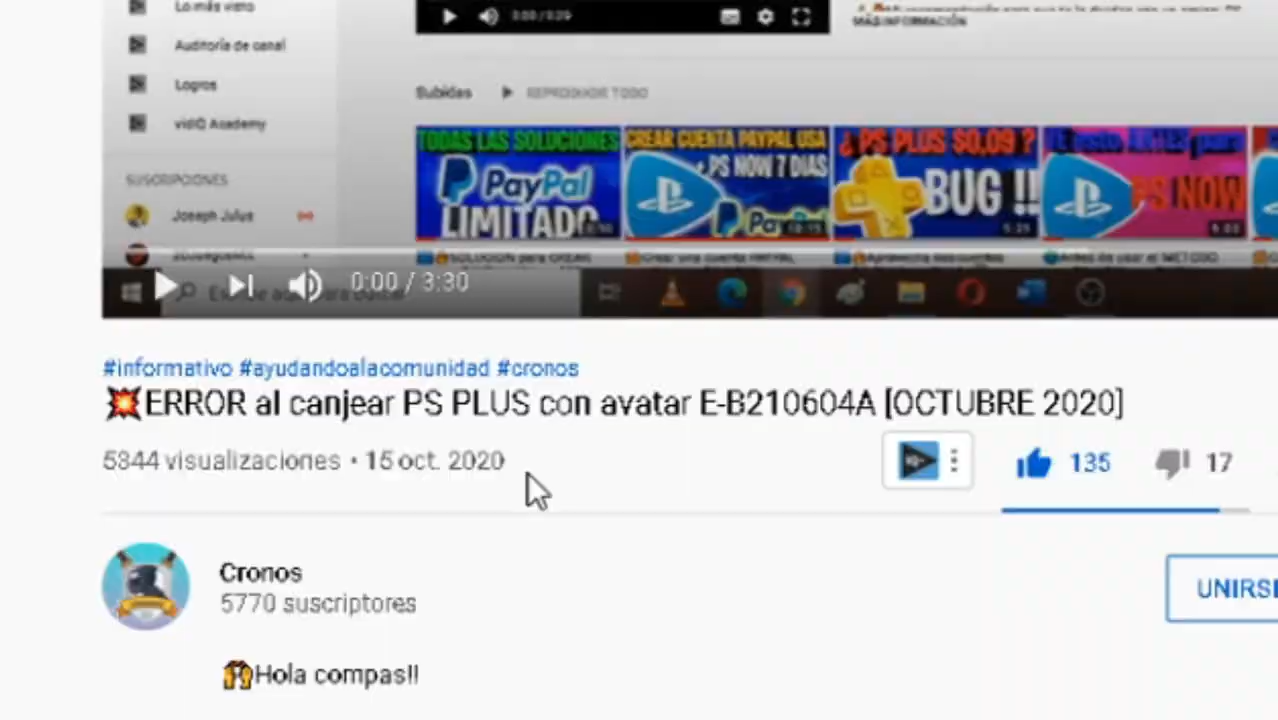 Lo más visto
Auditoría de canal
MÁS INFORMACIÓN
Logros
Subidas REPRODUCIR TODO
vidIQ Academy
TODAS LAS SOLUCIONES
PayPal
LIMITADO
CREAR CUENTA PAYPAL USA
+ PS NOW 7 DIAS
PayPal
¿ PS PLUS $0,09 ?
BUG !!
PS NOW
SUSCRIPCIONES
Joseph Julius
0:00 / 3:30
#informativo #ayudandoalacomunidad #cronos
💥ERROR al canjear PS PLUS con avatar E-B210604A [OCTUBRE 2020]
5344 visualizaciones • 15 oct. 2020
135
17
Cronos
5770 suscriptores
UNIRSE
Hola compas!!